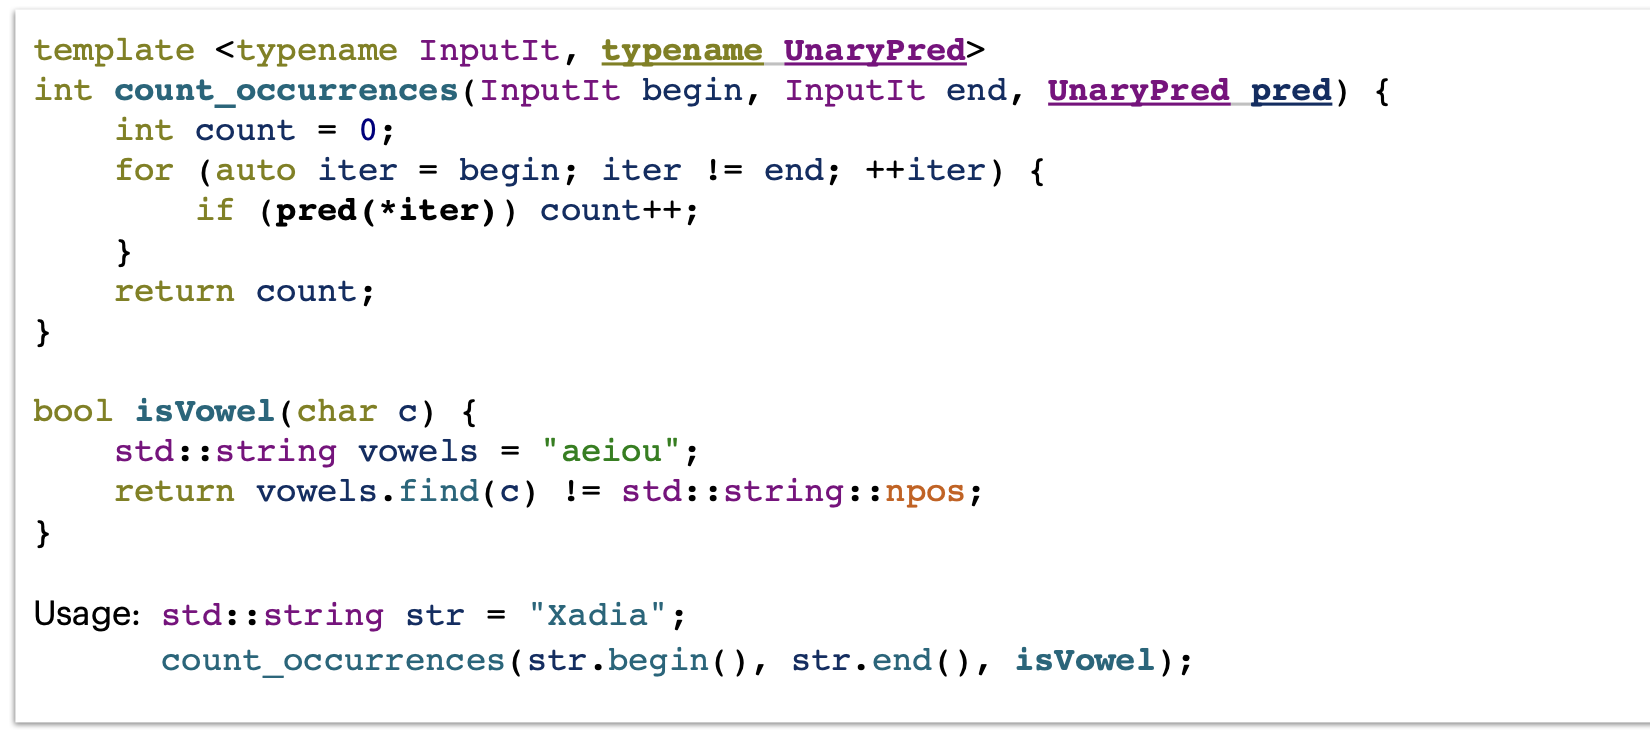 template <typename InputIt, typename UnaryPred>
int count_occurrences(InputIt begin, InputIt end, UnaryPred pred) {
    int count = 0;
    for (auto iter = begin; iter != end; ++iter) {
        if (pred(*iter)) count++;
    }
    return count;
}

bool isVowel(char c) {
    std::string vowels = "aeiou";
    return vowels.find(c) != std::string::npos;
}

Usage: std::string str = "Xadia";
      count_occurrences(str.begin(), str.end(), isVowel);